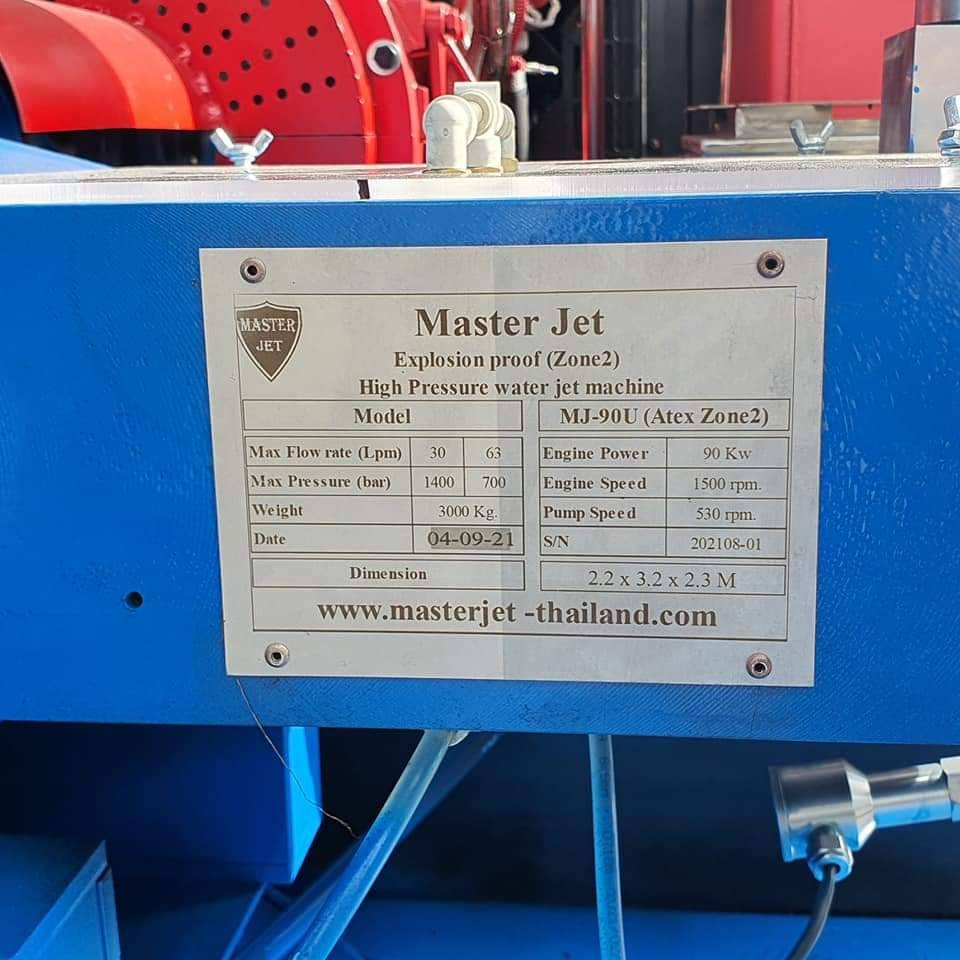 MASTER
JET
Master Jet
Explosion proof (Zone2)
High Pressure water jet machine
Model MJ-90U (Atex Zone2)
Max Flow rate (Lpm) 30 63 Engine Power 90 Kw
Max Pressure (bar) 1400 700 Engine Speed 1500 rpm.
Weight 3000 Kg. Pump Speed 530 rpm.
Date 04-09-21 S/N 202108-01
Dimension 2.2 x 3.2 x 2.3 M
www.masterjet -thailand.com